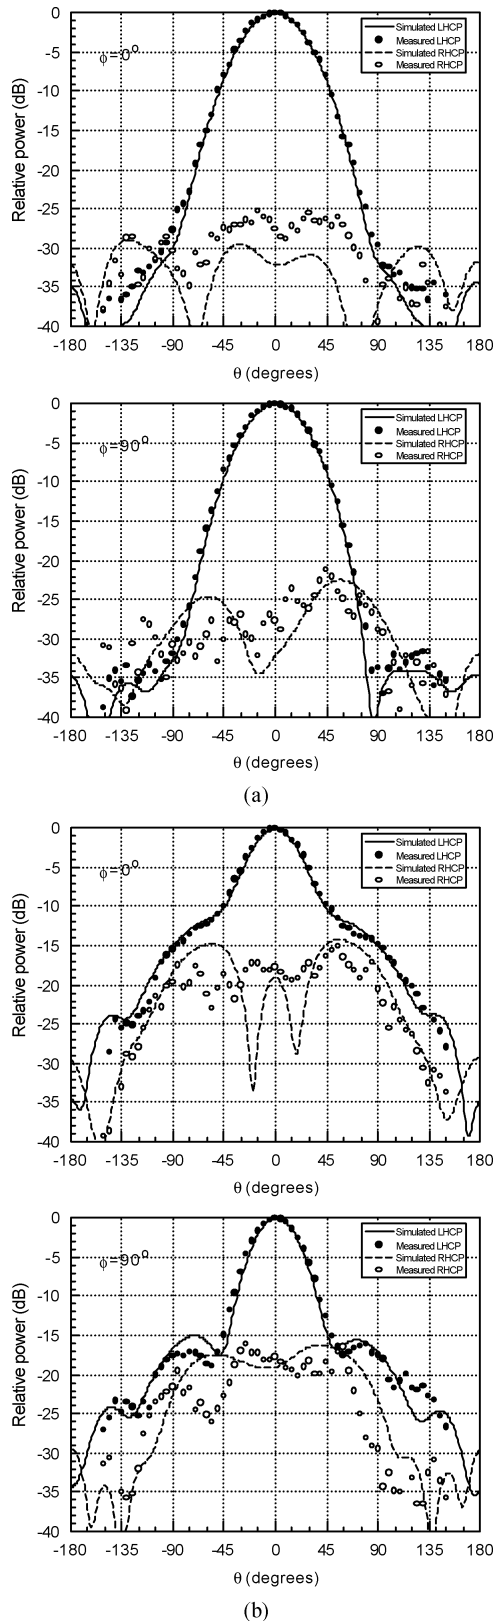 Relative power (dB)
0
-5
-10
-15
-20
-25
-30
-35
-40
ϕ=0°
Simulated LHCP
Measured LHCP
Simulated RHCP
Measured RHCP
-180 -135 -90 -45 0 45 90 135 180
θ (degrees)
Relative power (dB)
0
-5
-10
-15
-20
-25
-30
-35
-40
ϕ=90°
Simulated LHCP
Measured LHCP
Simulated RHCP
Measured RHCP
-180 -135 -90 -45 0 45 90 135 180
θ (degrees)
(a)
Relative power (dB)
0
-5
-10
-15
-20
-25
-30
-35
-40
ϕ=0°
Simulated LHCP
Measured LHCP
Simulated RHCP
Measured RHCP
-180 -135 -90 -45 0 45 90 135 180
θ (degrees)
Relative power (dB)
0
-5
-10
-15
-20
-25
-30
-35
-40
ϕ=90°
Simulated LHCP
Measured LHCP
Simulated RHCP
Measured RHCP
-180 -135 -90 -45 0 45 90 135 180
θ (degrees)
(b)